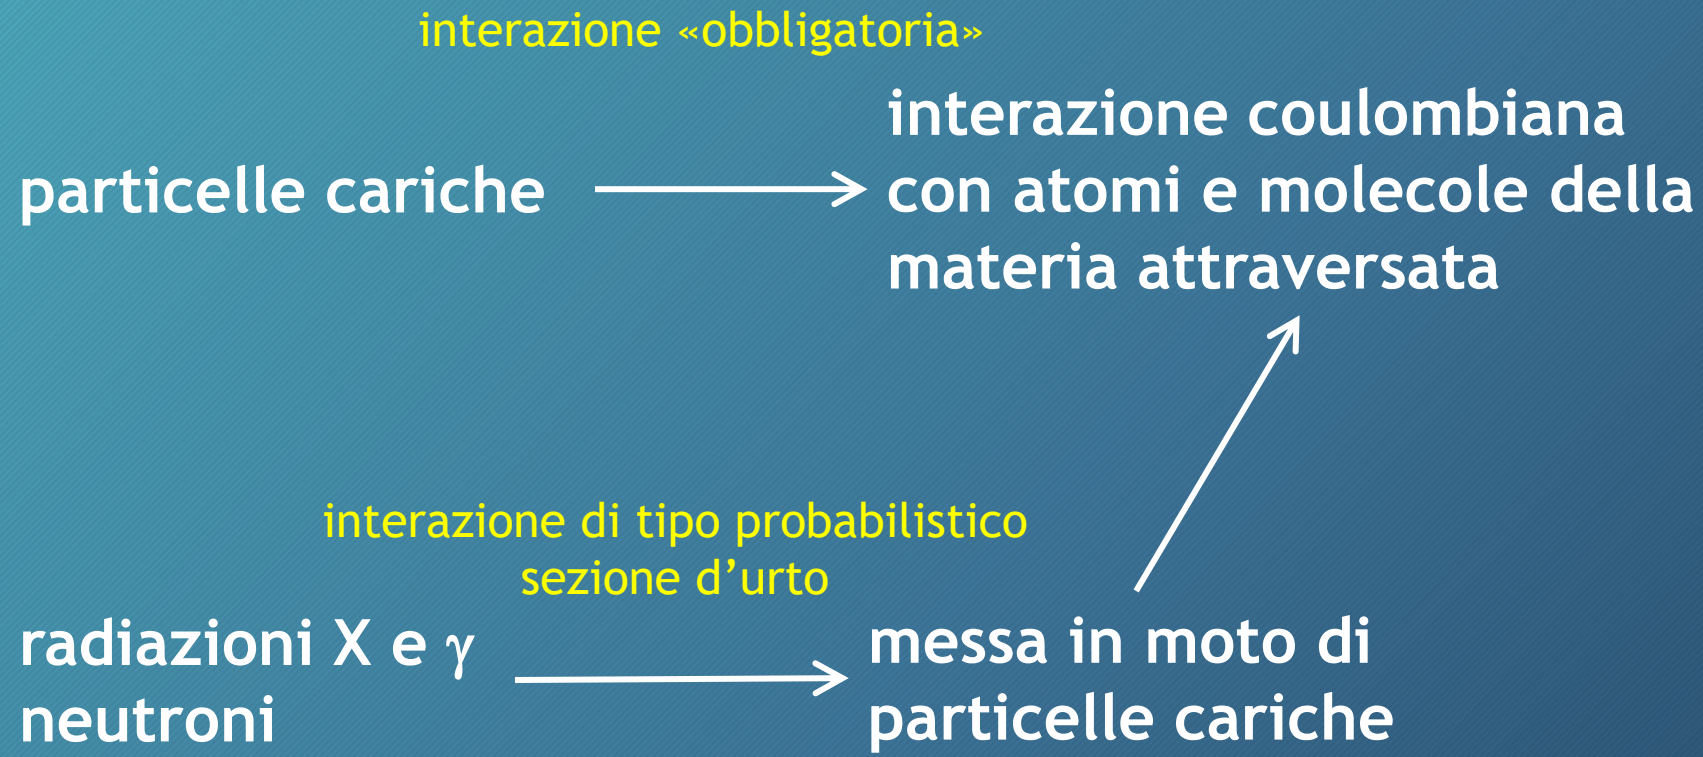 interazione «obbligatoria»
particelle cariche
interazione coulombiana
con atomi e molecole della
materia attraversata
interazione di tipo probabilistico
sezione d’urto
radiazioni X e γ
neutroni
messa in moto di
particelle cariche